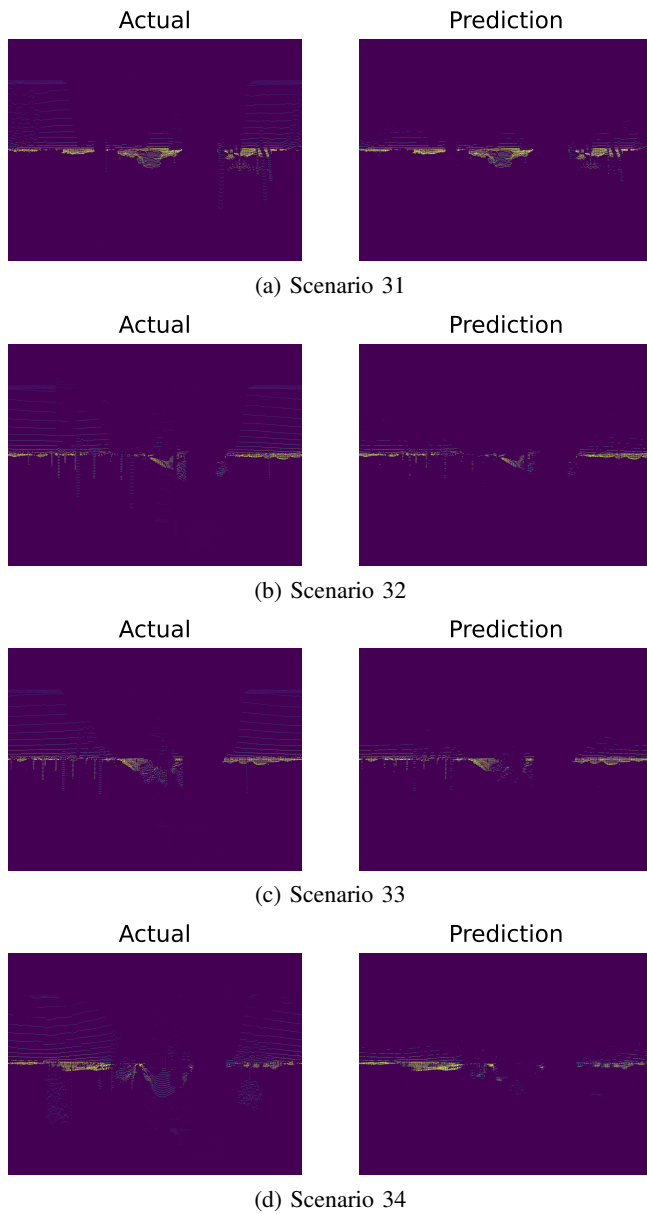 Actual Prediction
(a) Scenario 31
Actual Prediction
(b) Scenario 32
Actual Prediction
(c) Scenario 33
Actual Prediction
(d) Scenario 34